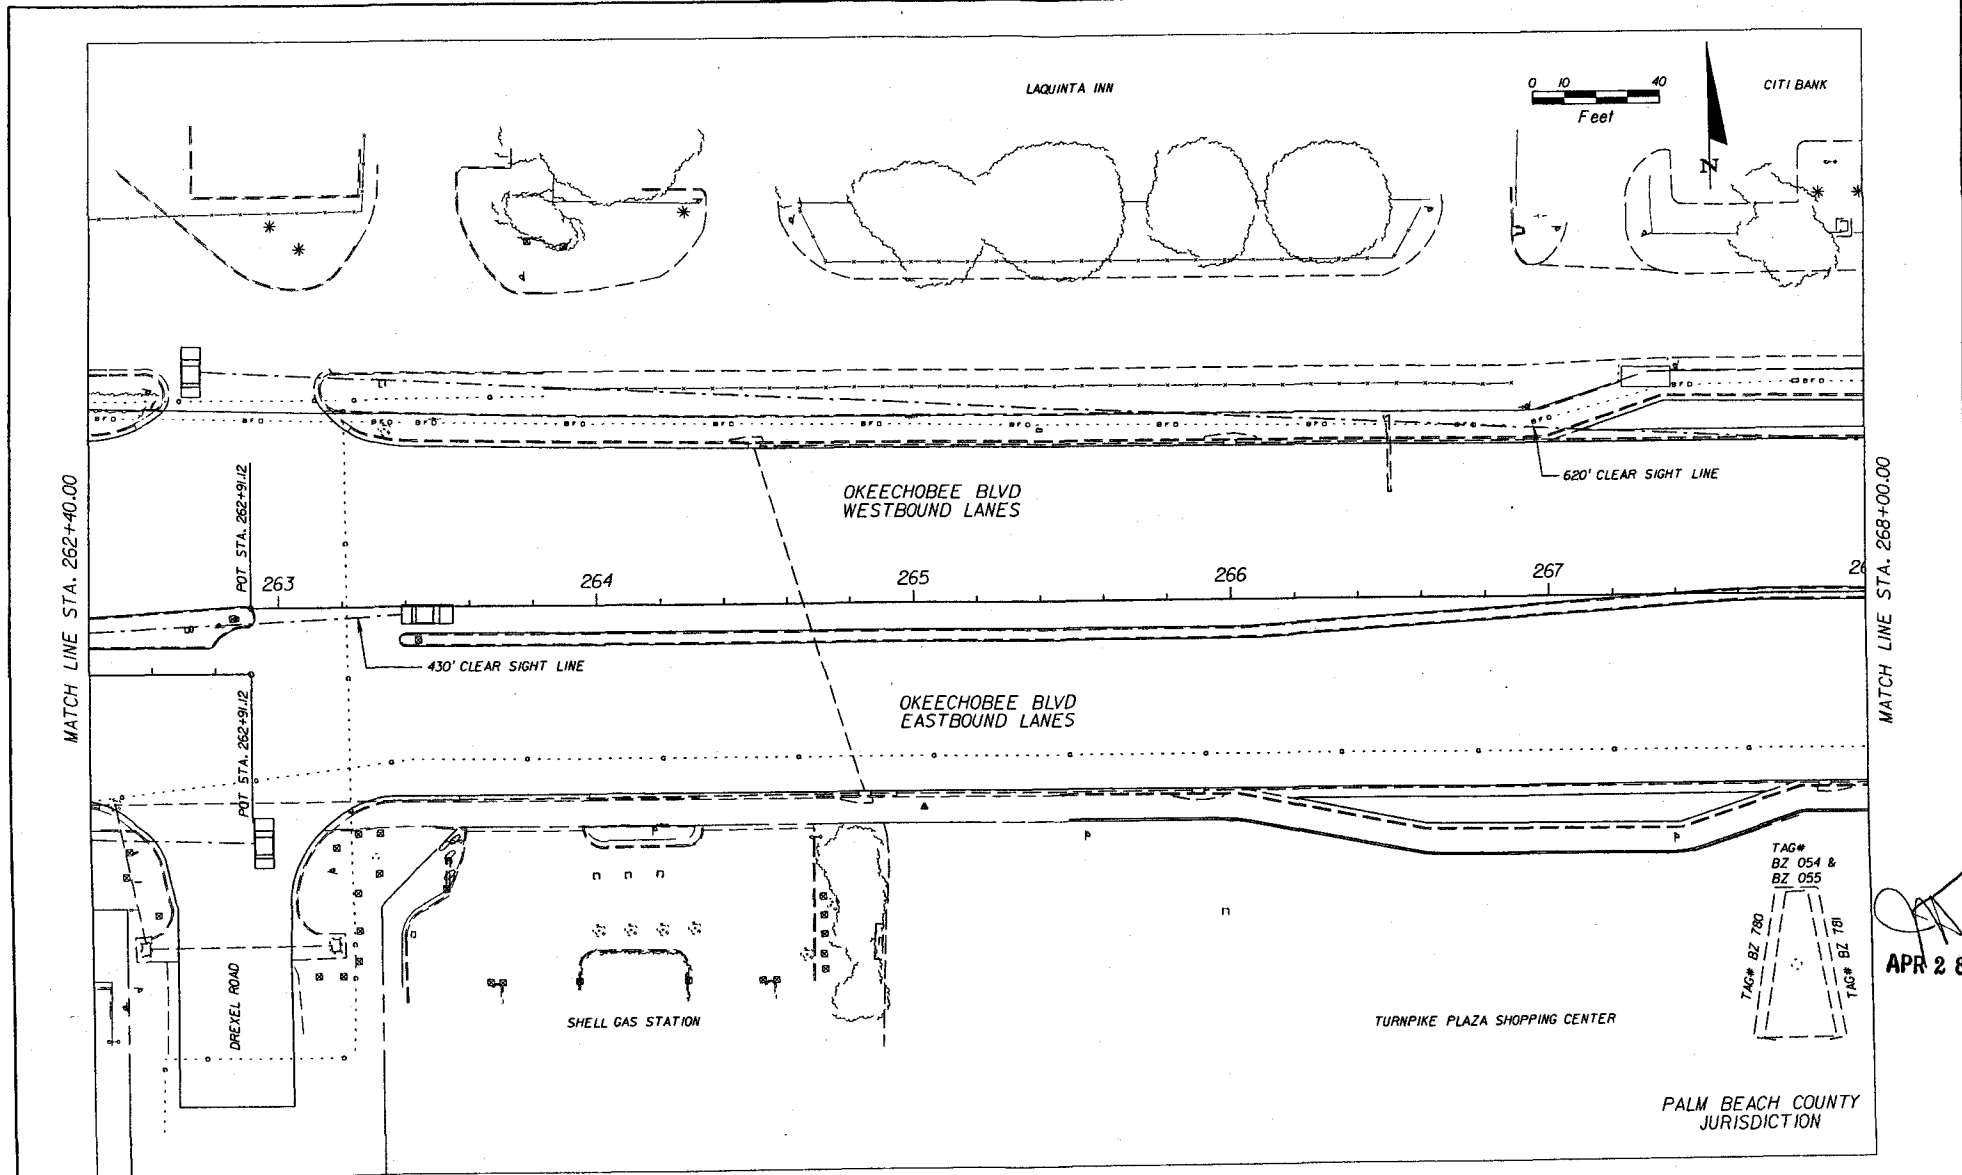 LAQUINTA INN
0 10 40
Feet
CITI BANK
N
620' CLEAR SIGHT LINE
OKEECHOBEE BLVD
WESTBOUND LANES
MATCH LINE STA. 262+40.00
POT STA. 262+91.12
263
264
265
266
267
26
MATCH LINE STA. 268+00.00
430' CLEAR SIGHT LINE
OKEECHOBEE BLVD
EASTBOUND LANES
POT STA. 262+91.12
TAG#
BZ 054 &
BZ 055
TAG# BZ 780
TAG# BZ 781
APR 28
DREXEL ROAD
SHELL GAS STATION
TURNPIKE PLAZA SHOPPING CENTER
PALM BEACH COUNTY
JURISDICTION